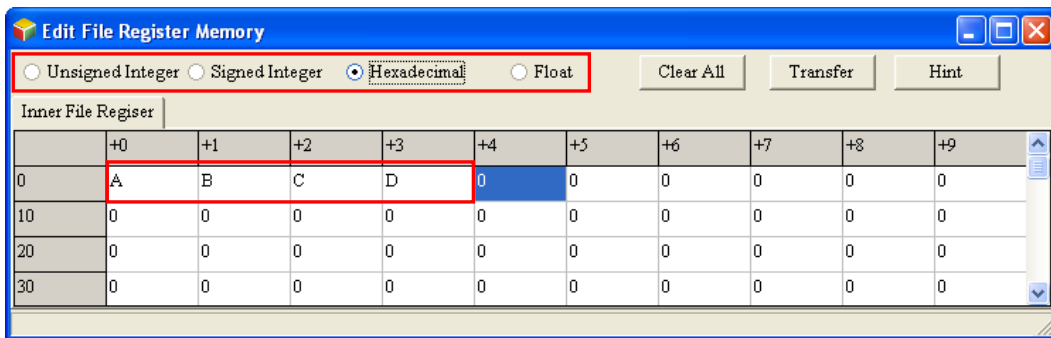 Edit File Register Memory
Unsigned Integer Signed Integer Hexadecimal Float Clear All Transfer Hint
Inner File Regiser
+0 +1 +2 +3 +4 +5 +6 +7 +8 +9
0 A B C D 0 0 0 0 0 0
10 0 0 0 0 0 0 0 0 0 0
20 0 0 0 0 0 0 0 0 0 0
30 0 0 0 0 0 0 0 0 0 0